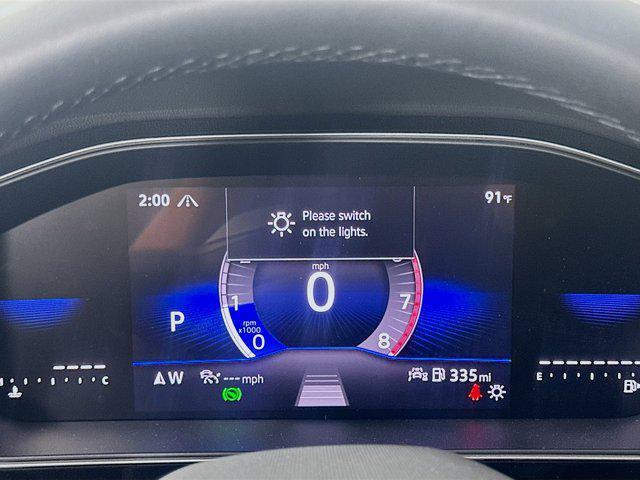 2:00
91°F
Please switch
on the lights.
mph
0
1
7
rpm
x1000
0
8
P
W
--- mph
335 mi
C
E